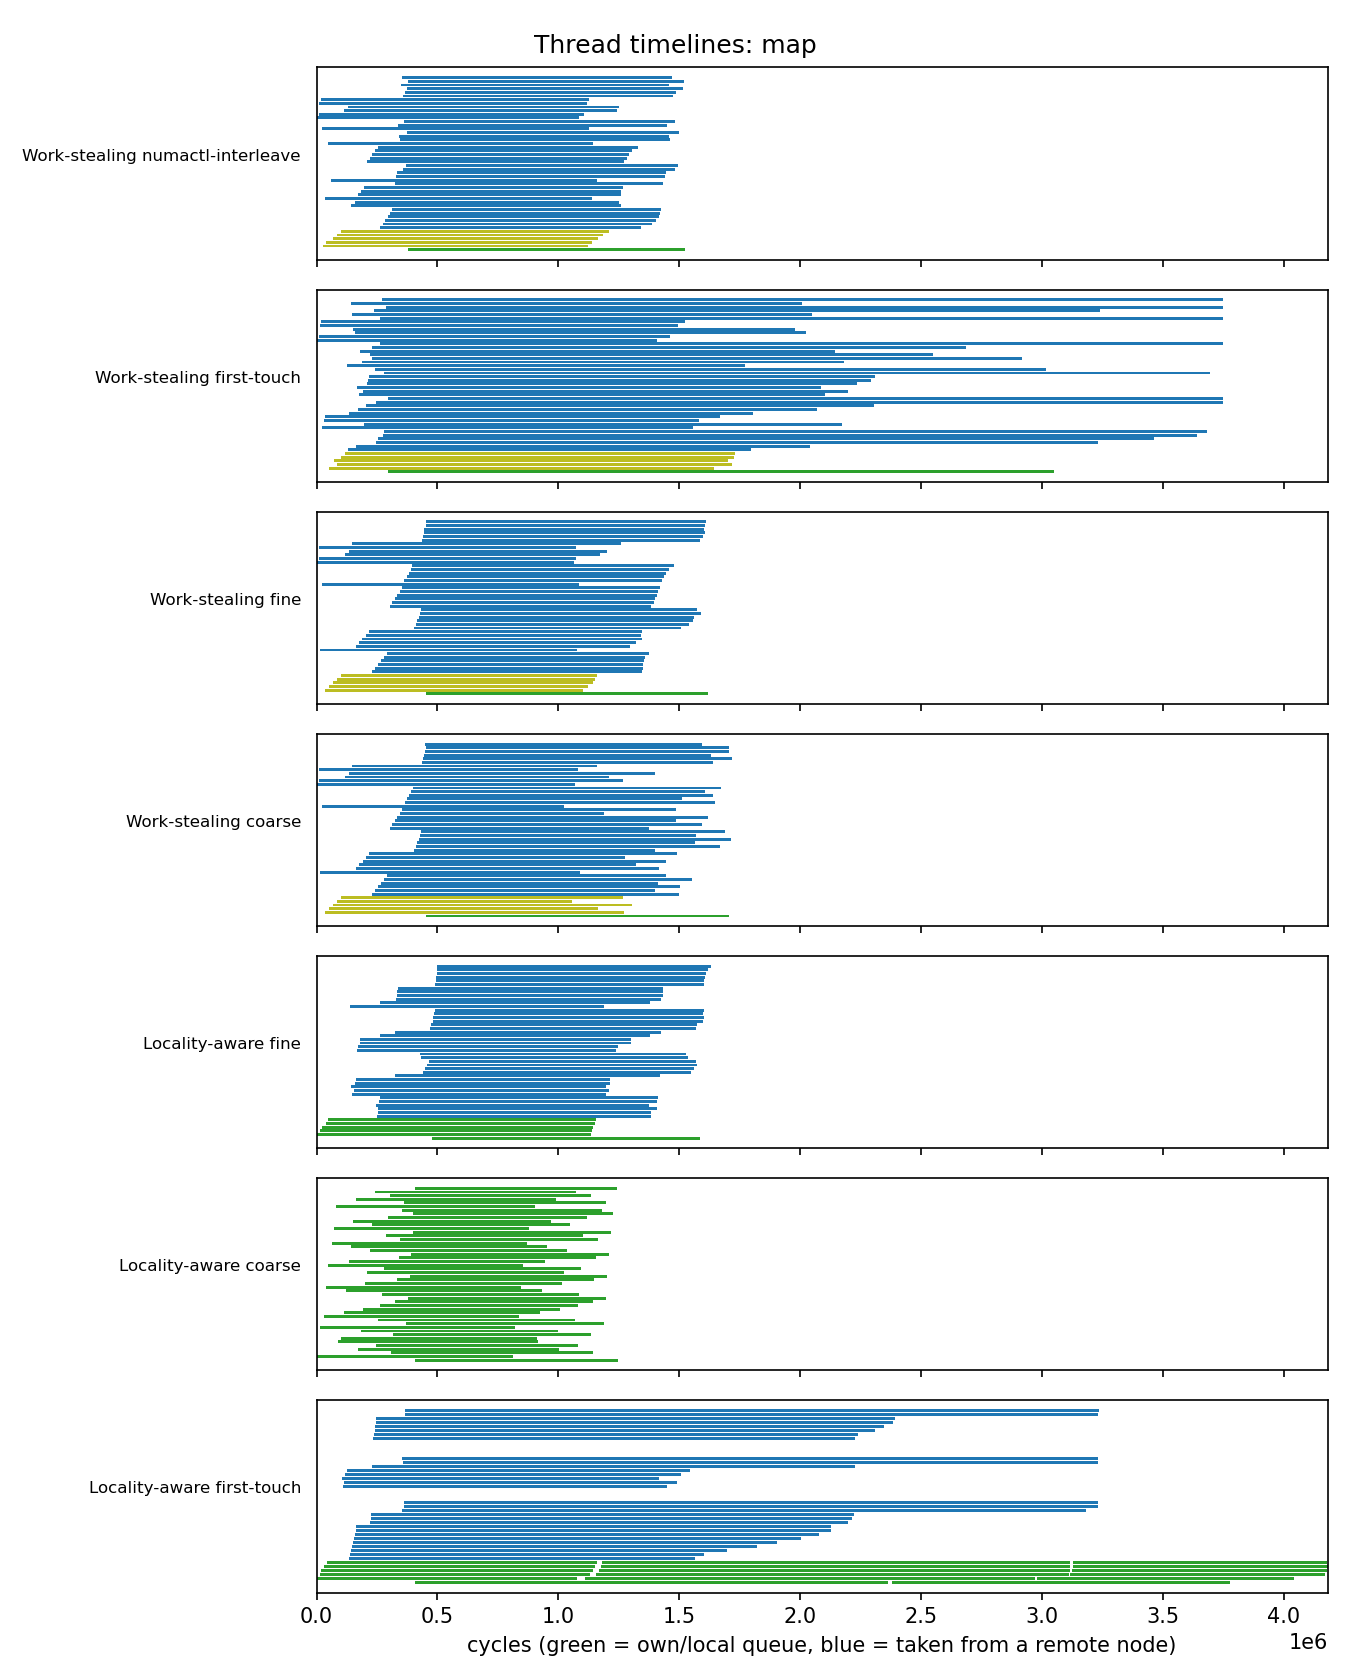 Thread timelines: map
Work-stealing numactl-interleave
Work-stealing first-touch
Work-stealing fine
Work-stealing coarse
Locality-aware fine
Locality-aware coarse
Locality-aware first-touch
0.0 0.5 1.0 1.5 2.0 2.5 3.0 3.5 4.0
cycles (green = own/local queue, blue = taken from a remote node)
1e6